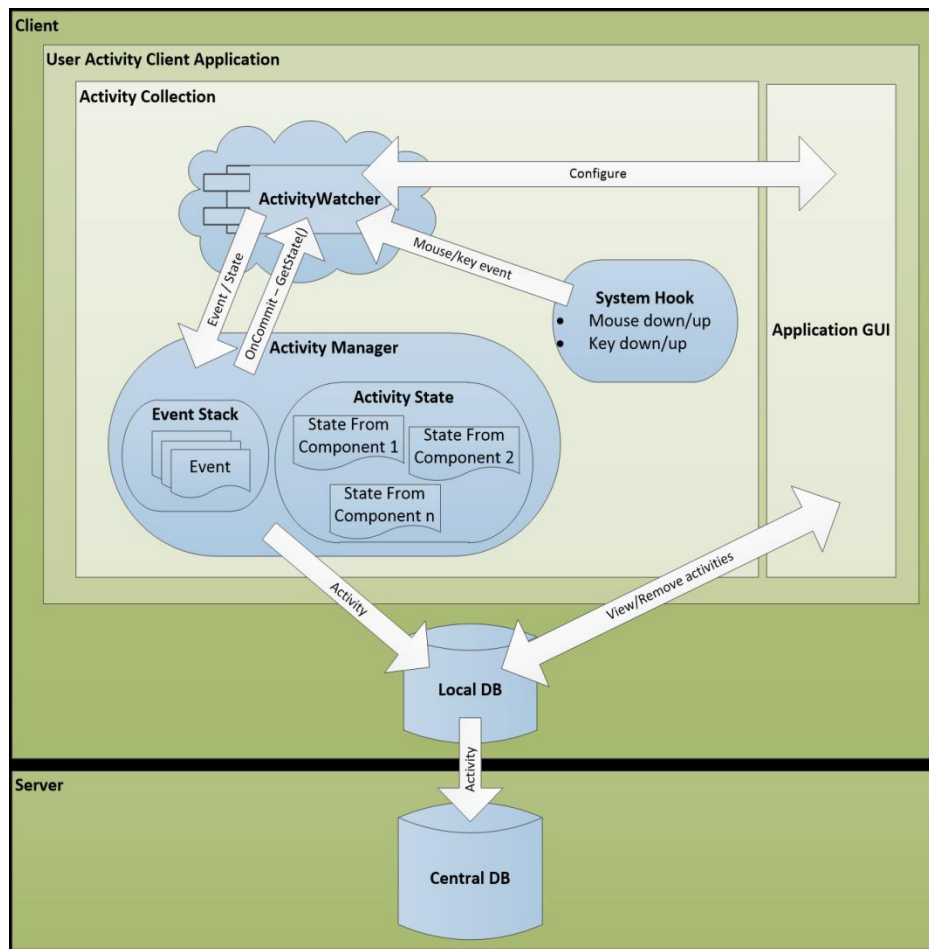 Client
User Activity Client Application
Activity Collection
ActivityWatcher
Configure
Mouse/key event
Event / State
OnCommit – GetState()
System Hook
• Mouse down/up
• Key down/up
Application GUI
Activity Manager
Event Stack
Event
Activity State
State From
Component 1
State From
Component 2
State From
Component n
Activity
View/Remove activities
Local DB
Activity
Server
Central DB